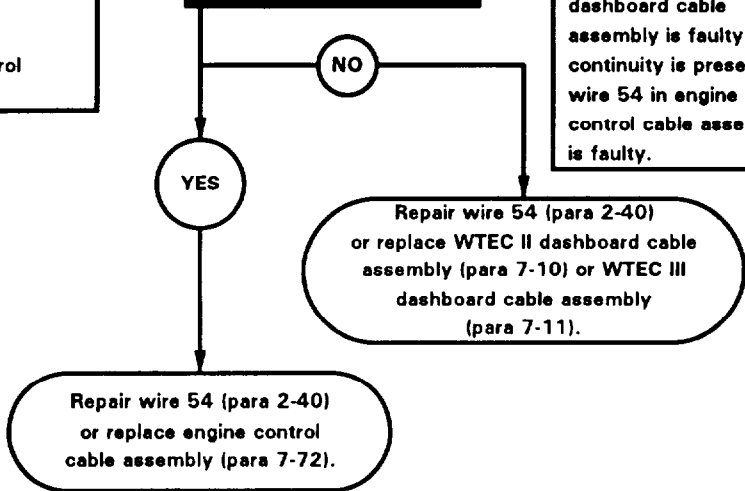 rol
dashboard cable
assembly is faulty
continuity is prese
wire 54 in engine
control cable asse
is faulty.
NO
YES
Repair wire 54 (para 2-40)
or replace WTEC II dashboard cable
assembly (para 7-10) or WTEC III
dashboard cable assembly
(para 7-11).
Repair wire 54 (para 2-40)
or replace engine control
cable assembly (para 7-72).